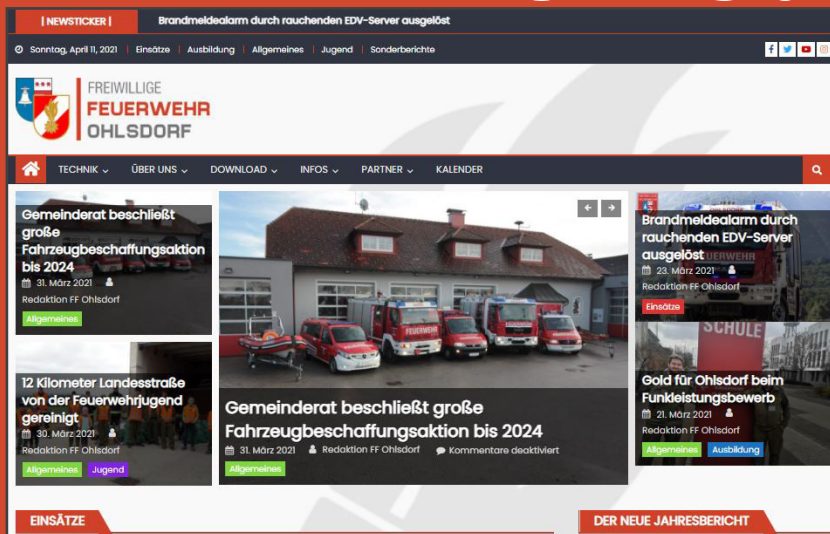 | NEWSTICKER |
Brandmeldealarm durch rauchenden EDV-Server ausgelöst
Sonntag, April 11, 2021 | Einsätze | Ausbildung | Allgemeines | Jugend | Sonderberichte
FREIWILLIGE
FEUERWEHR
OHLSDORF
TECHNIK
ÜBER UNS
DOWNLOAD
INFOS
PARTNER
KALENDER
Gemeinderat beschließt
große
Fahrzeugbeschaffungsaktion
bis 2024
31. März 2021
Redaktion FF Ohlsdorf
Allgemeines
12 Kilometer Landesstraße
von der Feuerwehrjugend
gereinigt
30. März 2021
Redaktion FF Ohlsdorf
Allgemeines Jugend
FEUERWEHR
Gemeinderat beschließt große
Fahrzeugbeschaffungsaktion bis 2024
31. März 2021 Redaktion FF Ohlsdorf Kommentare deaktiviert
Allgemeines
Brandmeldealarm durch
rauchenden EDV-Server
ausgelöst
23. März 2021
Redaktion FF Ohlsdorf
Einsätze
SCHULE
Gold für Ohlsdorf beim
Funkleistungsbewerb
21. März 2021
Redaktion FF Ohlsdorf
Allgemeines Ausbildung
EINSÄTZE
DER NEUE JAHRESBERICHT